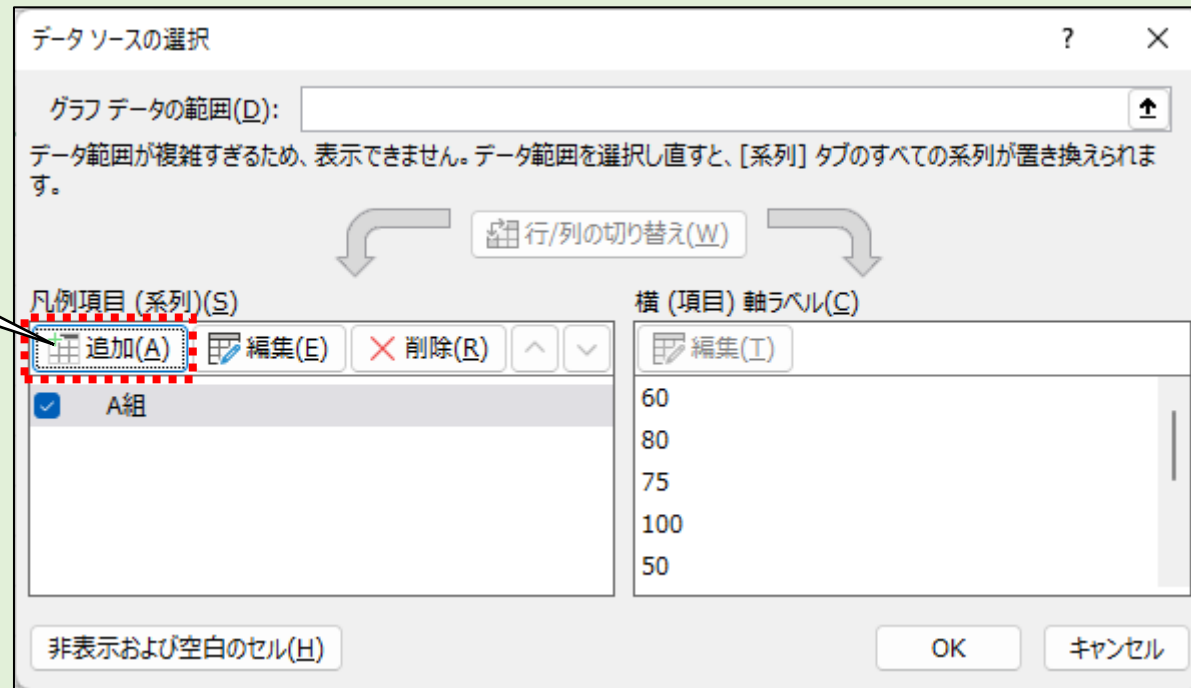 データ ソースの選択
?
グラフ データの範囲(D):
データ範囲が複雑すぎるため、表示できません。データ範囲を選択し直すと、[系列] タブのすべての系列が置き換えられま
す。
行/列の切り替え(W)
凡例項目 (系列)(S)
追加(A) 編集(E) 削除(R)
A組
横 (項目) 軸ラベル(C)
編集(T)
60
80
75
100
50
非表示および空白のセル(H)
OK
キャンセル